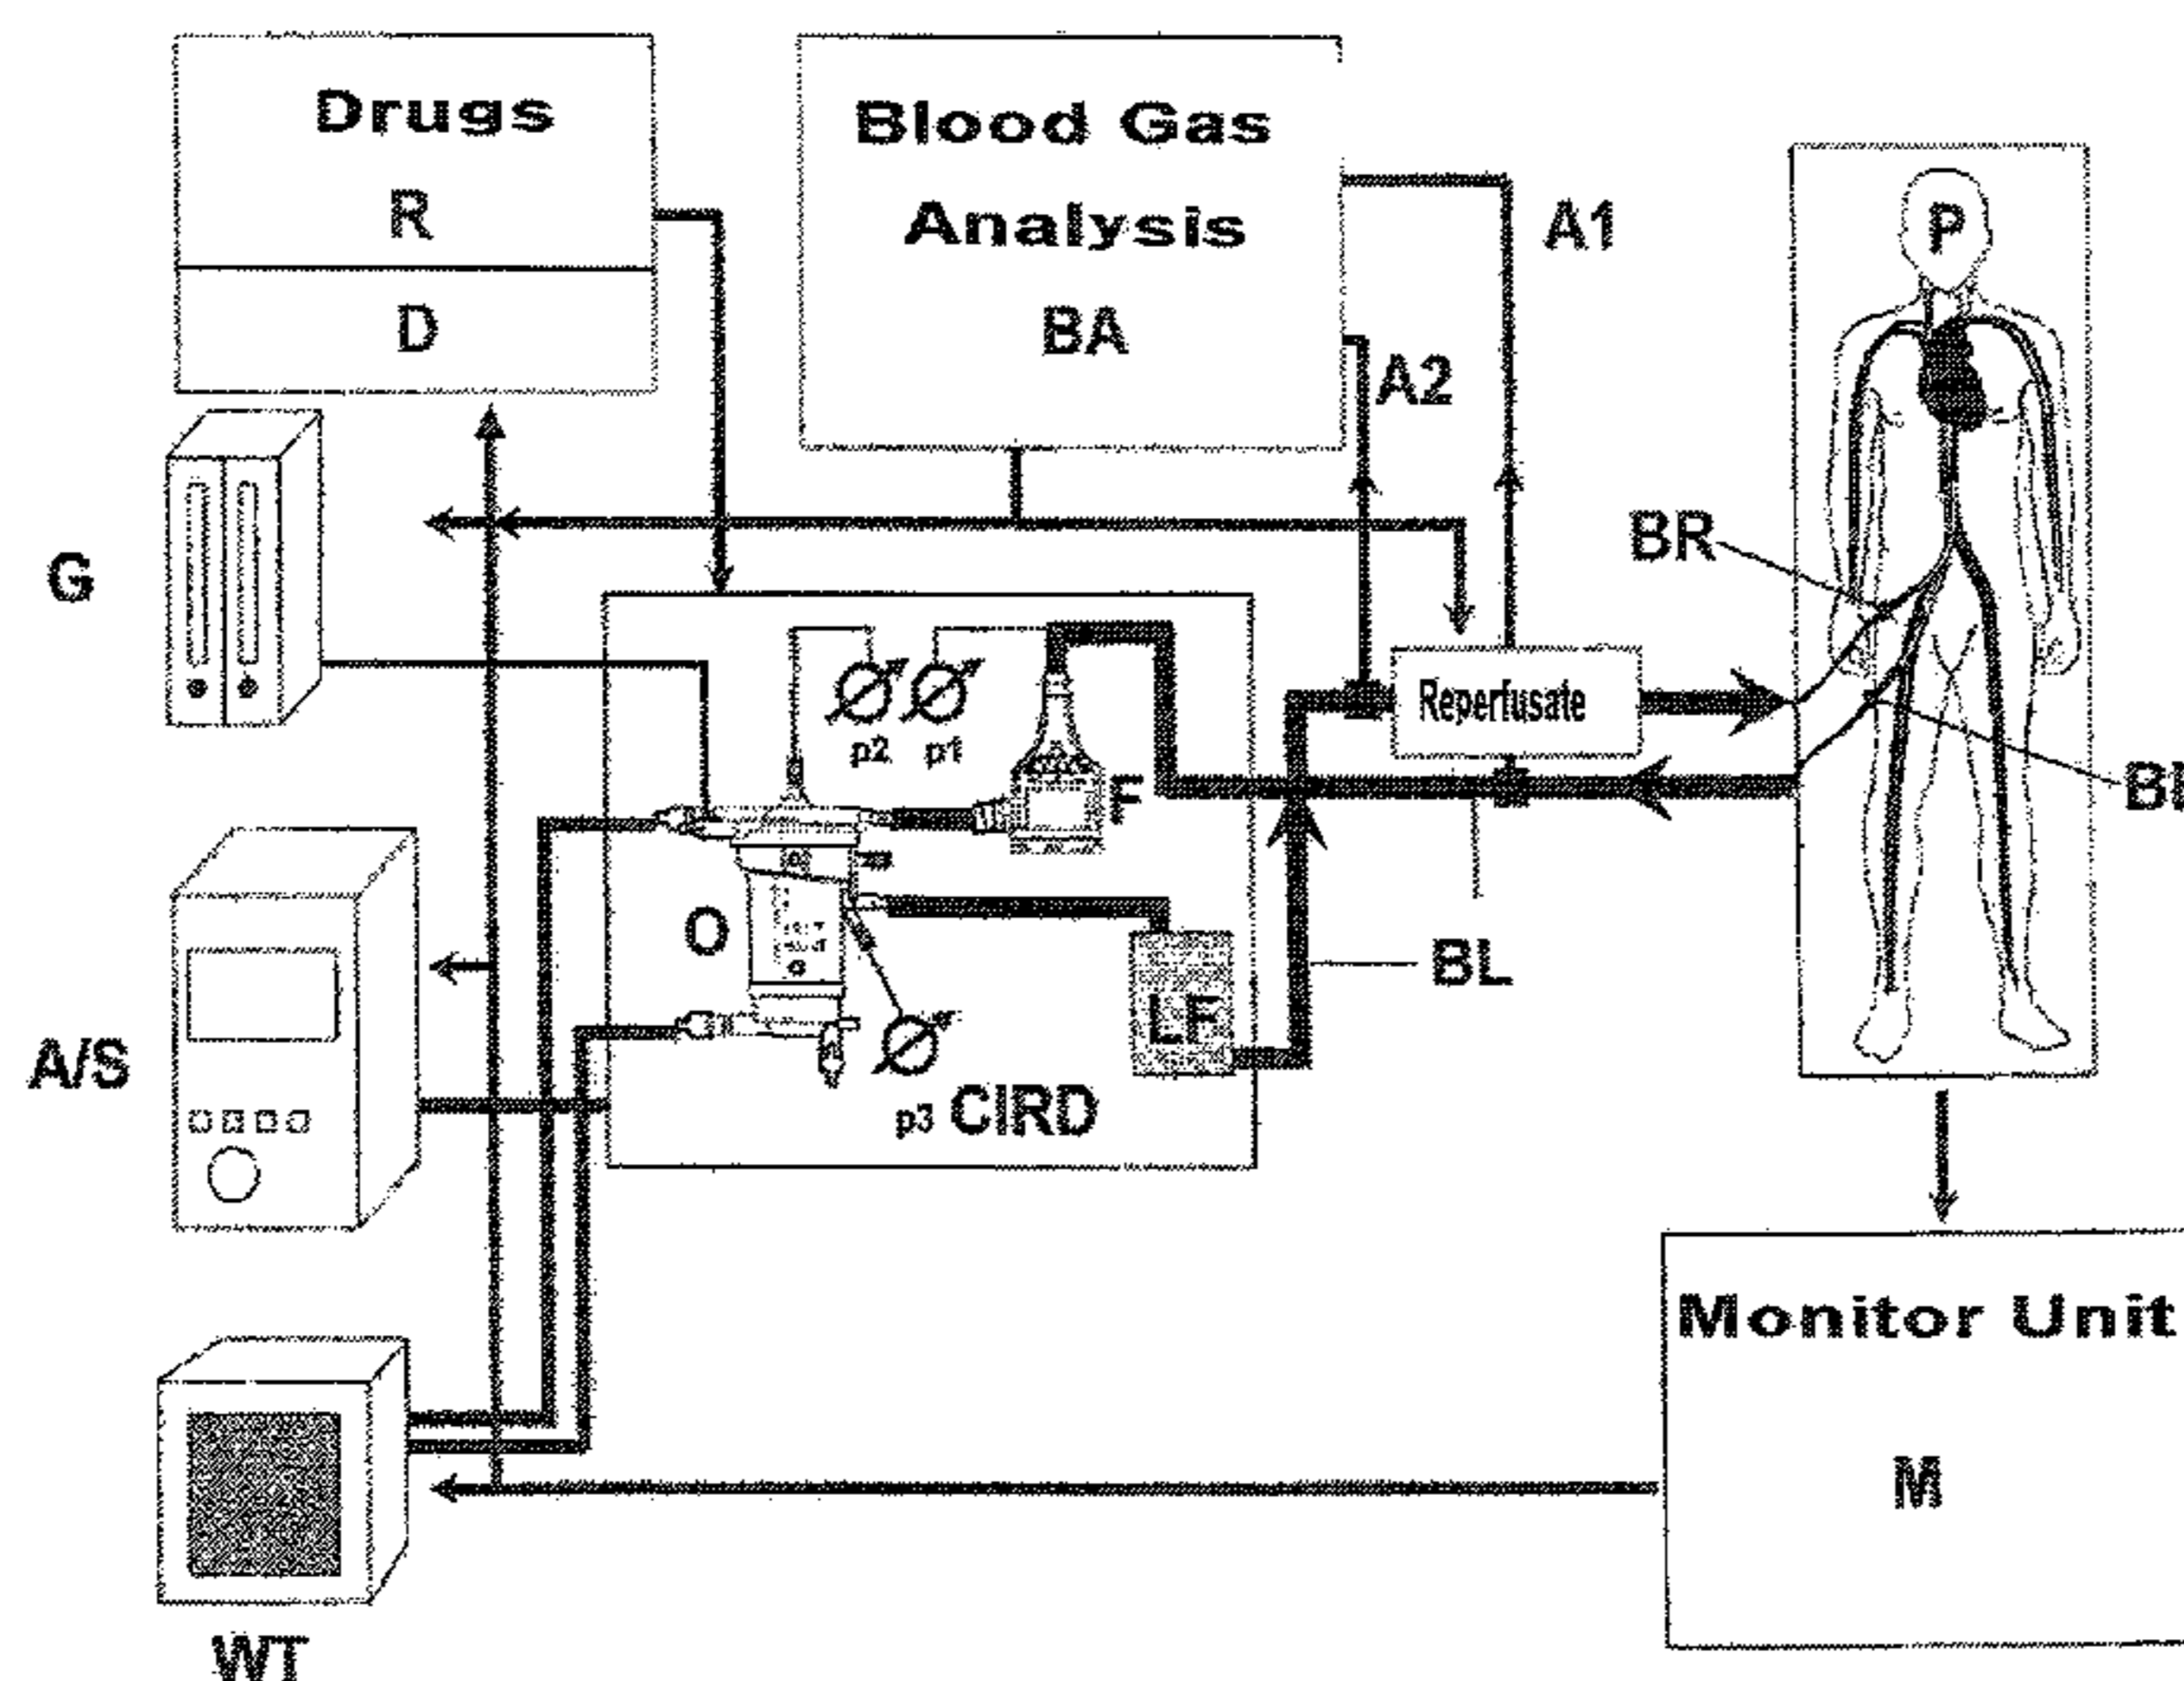 Drugs
R
D
Blood Gas
Analysis
BA
A1
A2
P
G
BR
Reperfusate
p2
p1
F
O
BL
LF
A/S
p3
CIRD
Monitor Unit
M
WT